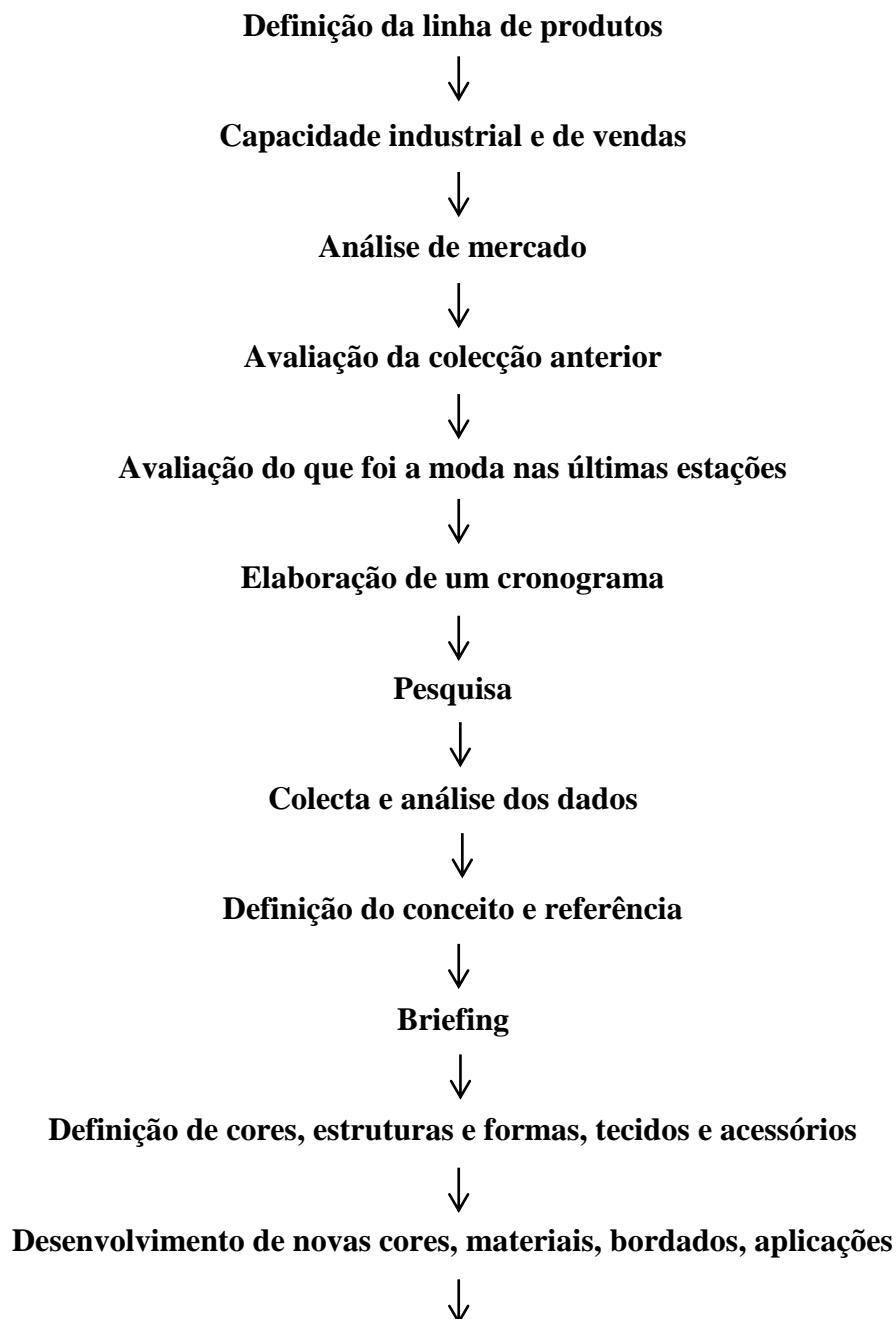 Definição da linha de produtos
Capacidade industrial e de vendas
Análise de mercado
Avaliação da colecção anterior
Avaliação do que foi a moda nas últimas estações
Elaboração de um cronograma
Pesquisa
Colecta e análise dos dados
Definição do conceito e referência
Briefing
Definição de cores, estruturas e formas, tecidos e acessórios
Desenvolvimento de novas cores, materiais, bordados, aplicações